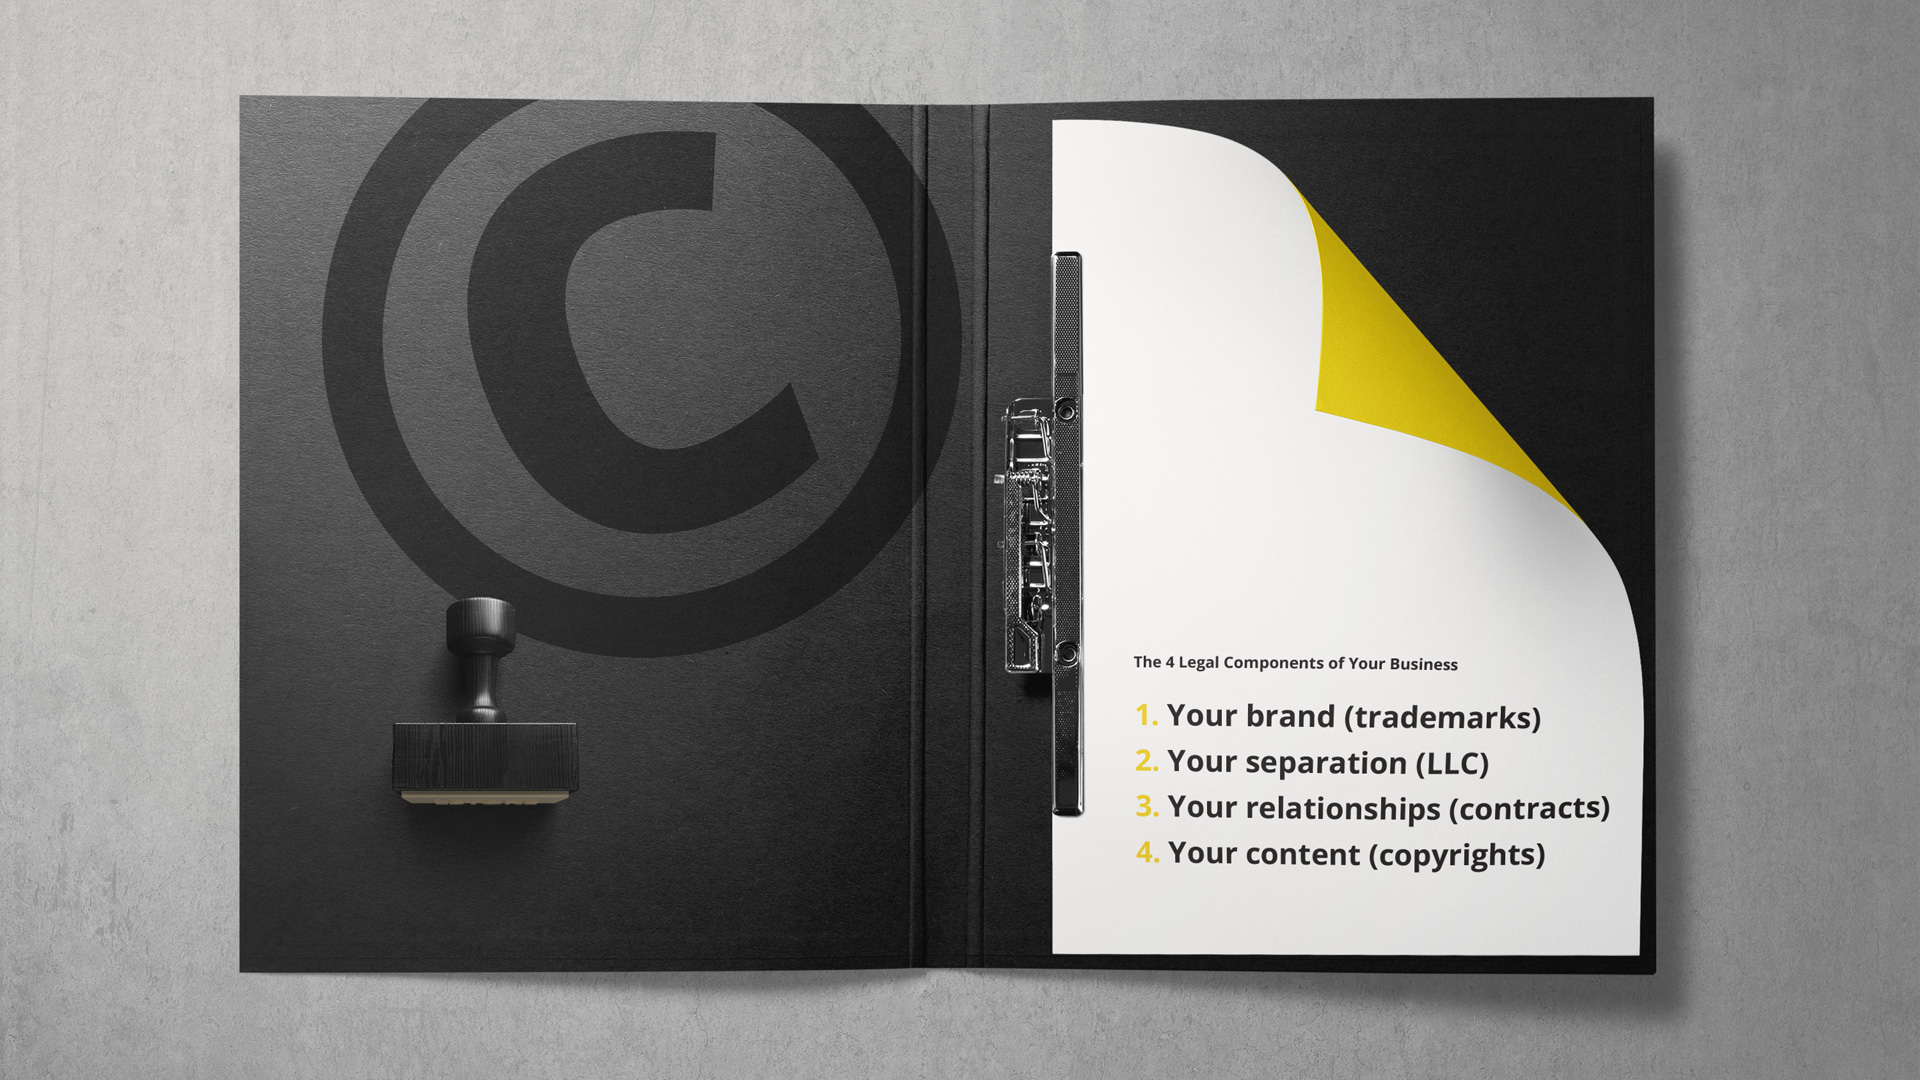 ©
The 4 Legal Components of Your Business
1. Your brand (trademarks)
2. Your separation (LLC)
3. Your relationships (contracts)
4. Your content (copyrights)